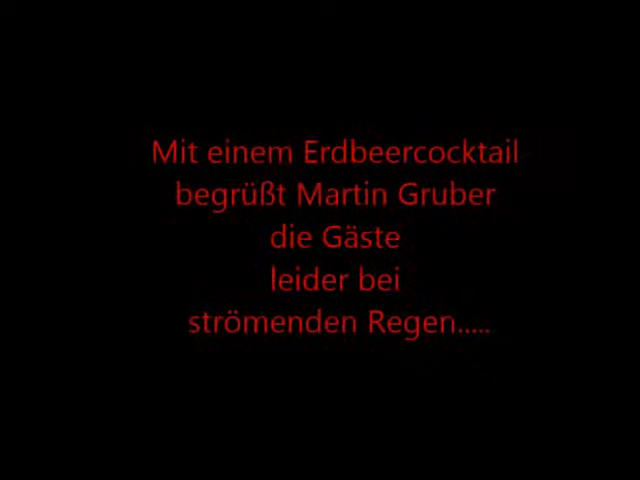 Mit einem Erdbeercocktail
begrüßt Martin Gruber
die Gäste
leider bei
strömenden Regen.....